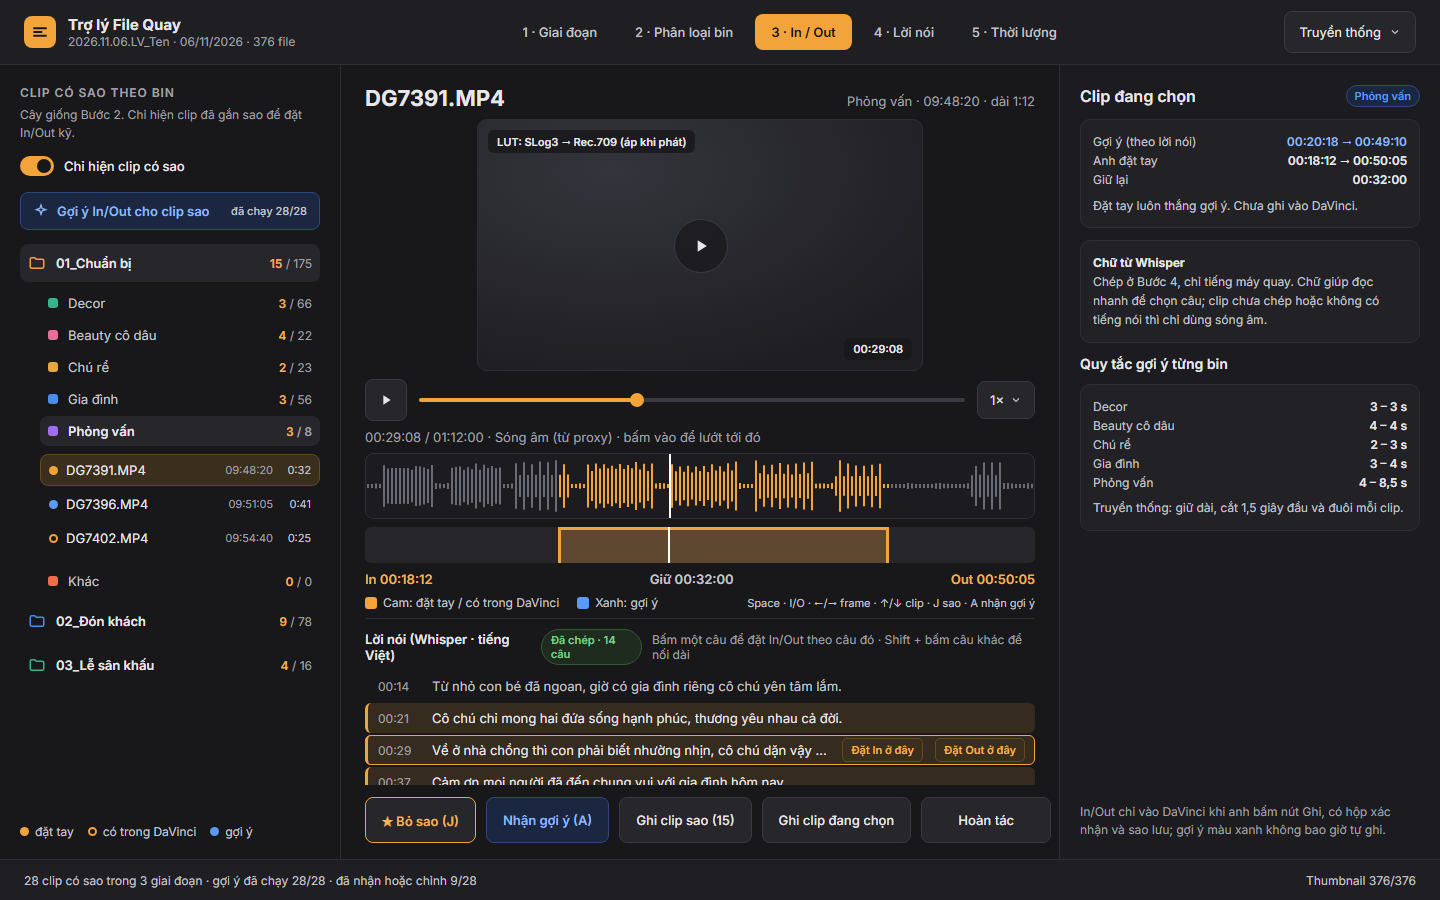 Trợ lý File Quay
2026.11.06.LV_Ten · 06/11/2026 · 376 file
1 · Giai đoạn
2 · Phân loại bin
3 · In / Out
4 · Lời nói
5 · Thời lượng
Truyền thống
CLIP CÓ SAO THEO BIN
Cây giống Bước 2. Chỉ hiện clip đã gắn sao để đặt
In/Out kỹ.
Chỉ hiện clip có sao
Gợi ý In/Out cho clip sao đã chạy 28/28
01_Chuẩn bị 15 / 175
Decor 3 / 66
Beauty cô dâu 4 / 22
Chú rể 2 / 23
Gia đình 3 / 56
Phỏng vấn 3 / 8
DG7391.MP4 09:48:20 0:32
DG7396.MP4 09:51:05 0:41
DG7402.MP4 09:54:40 0:25
Khác 0 / 0
02_Đón khách 9 / 78
03_Lễ sân khấu 4 / 16
đặt tay có trong DaVinci gợi ý
DG7391.MP4
Phỏng vấn · 09:48:20 · dài 1:12
LUT: SLog3 → Rec.709 (áp khi phát)
00:29:08
1×
00:29:08 / 01:12:00 · Sóng âm (từ proxy) · bấm vào để lướt tới đó
In 00:18:12 Giữ 00:32:00 Out 00:50:05
Cam: đặt tay / có trong DaVinci Xanh: gợi ý Space · I/O · ←/→ frame · ↑/↓ clip · J sao · A nhận gợi ý
Lời nói (Whisper · tiếng
Việt)
Đã chép · 14
câu
Bấm một câu để đặt In/Out theo câu đó · Shift + bấm câu khác để
nối dài
00:14 Từ nhỏ con bé đã ngoan, giờ có gia đình riêng cô chú yên tâm lắm.
00:21 Cô chú chỉ mong hai đứa sống hạnh phúc, thương yêu nhau cả đời.
00:29 Về ở nhà chồng thì con phải biết nhường nhịn, cô chú dặn vậy ... Đặt In ở đây Đặt Out ở đây
00:37 Cảm ơn mọi người đã đến chung vui với gia đình hôm nay
★ Bỏ sao (J)
Nhận gợi ý (A)
Ghi clip sao (15)
Ghi clip đang chọn
Hoàn tác
Clip đang chọn Phỏng vấn
Gợi ý (theo lời nói) 00:20:18 → 00:49:10
Anh đặt tay 00:18:12 → 00:50:05
Giữ lại 00:32:00
Đặt tay luôn thắng gợi ý. Chưa ghi vào DaVinci.
Chữ từ Whisper
Chép ở Bước 4, chỉ tiếng máy quay. Chữ giúp đọc
nhanh để chọn câu; clip chưa chép hoặc không có
tiếng nói thì chỉ dùng sóng âm.
Quy tắc gợi ý từng bin
Decor 3 – 3 s
Beauty cô dâu 4 – 4 s
Chú rể 2 – 3 s
Gia đình 3 – 4 s
Phỏng vấn 4 – 8,5 s
Truyền thống: giữ dài, cắt 1,5 giây đầu và đuôi mỗi clip.
In/Out chỉ vào DaVinci khi anh bấm nút Ghi, có hộp xác
nhận và sao lưu; gợi ý màu xanh không bao giờ tự ghi.
28 clip có sao trong 3 giai đoạn · gợi ý đã chạy 28/28 · đã nhận hoặc chỉnh 9/28
Thumbnail 376/376